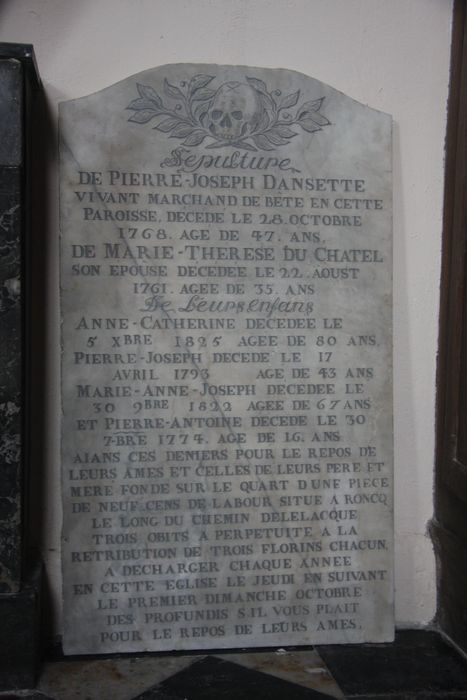 Sepulture
DE PIERRE-JOSEPH DANSETTE
VIVANT MARCHAND DE BÉTE EN CETTE
PAROISSE, DECEDE LE 28.OCTOBRE
1768. AGE DE 47. ANS,
DE MARIE-THERESE DU CHATEL
SON EPOUSE DECEDEE LE 22. AOUST
1761. AGEE DE 35. ANS
De Leurs enfans
ANNE-CATHERINE DECEDEE LE
5 XBRE 1825 AGEE DE 80 ANS,
PIERRE-JOSEPH DECEDE LE 17
AVRIL 1793 AGE DE 43 ANS
MARIE-ANNE-JOSEPH DECEDEE LE
30 9BRE 1822 AGEE DE 67 ANS
ET PIERRE-ANTOINE DECEDE LE 30
7-BRE 1774. AGE DE 16. ANS
AIANS CES DENIERS POUR LE REPOS DE
LEURS AMES ET CELLES DE LEURS PERE ET
MERE FONDE SUR LE QUART D'UNE PIECE
DE NEUF-CENS DE LABOUR SITUE A RONCQ
LE LONG DU CHEMIN DELELACQUE
TROIS OBITS A PERPETUITE A LA
RETRIBUTION DE TROIS FLORINS CHACUN,
A DECHARGER CHAQUE ANNEE
EN CETTE EGLISE LE JEUDI EN SUIVANT
LE PREMIER DIMANCHE OCTOBRE
DES PROFUNDIS S.IL VOUS PLAIT
POUR LE REPOS DE LEURS AMES,